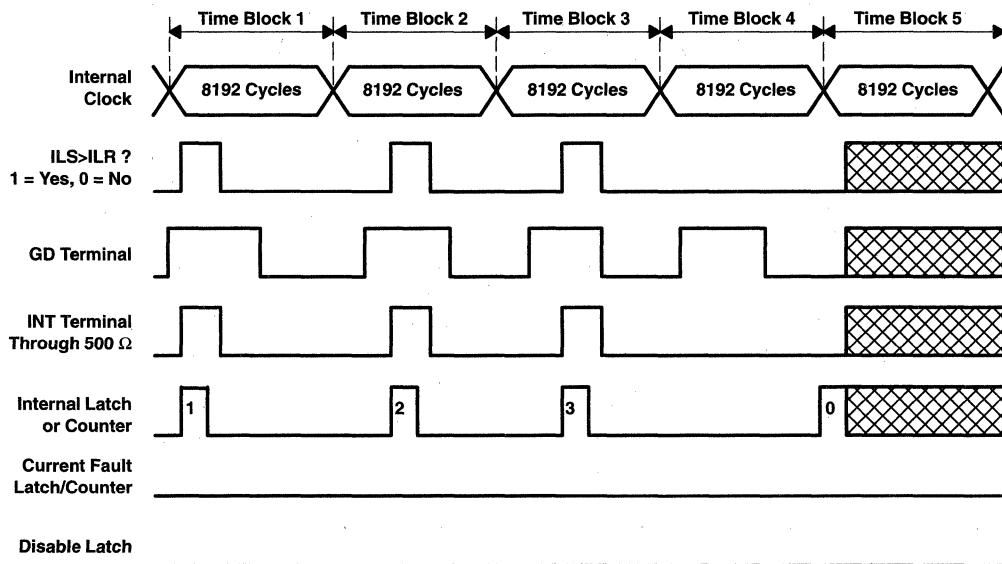 Time Block 1 Time Block 2 Time Block 3 Time Block 4 Time Block 5
Internal
Clock
8192 Cycles 8192 Cycles 8192 Cycles 8192 Cycles 8192 Cycles
ILS>ILR ?
1 = Yes, 0 = No
GD Terminal
INT Terminal
Through 500 Ω
Internal Latch
or Counter
1 2 3 0
Current Fault
Latch/Counter
Disable Latch